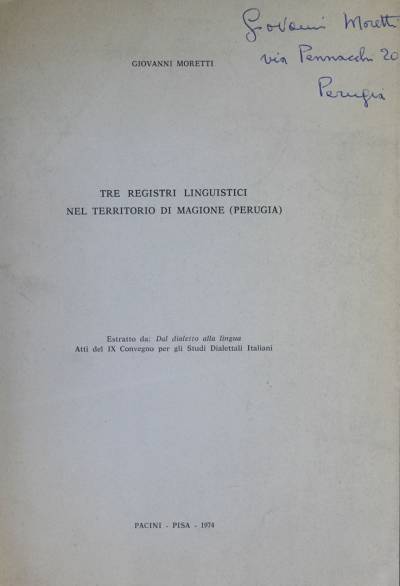 Giovanni Moretti
via Pennacchi 20
Perugia
GIOVANNI MORETTI
TRE REGISTRI LINGUISTICI
NEL TERRITORIO DI MAGIONE (PERUGIA)
Estratto da: Dal dialetto alla lingua
Atti del IX Convegno per gli Studi Dialettali Italiani
PACINI - PISA - 1974